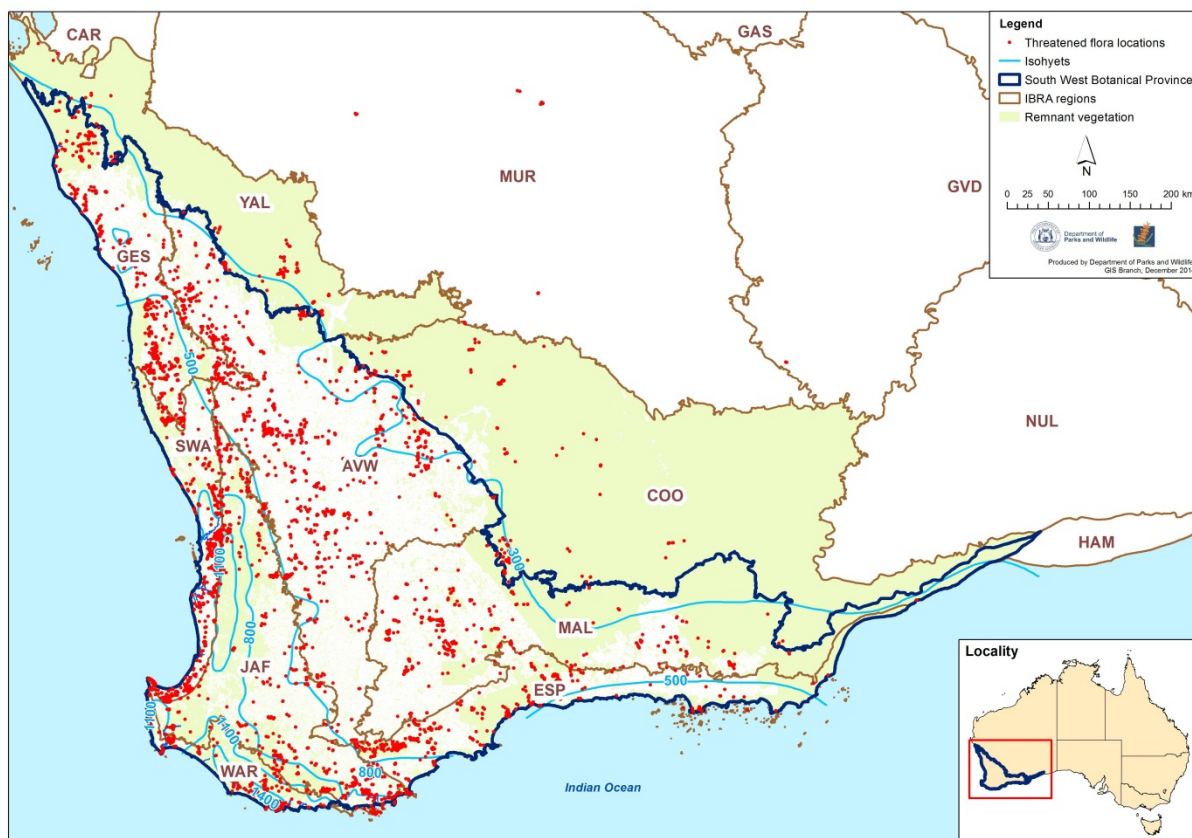 CAR
GAS
Legend
Threatened flora locations
Isohyets
South West Botanical Province
IBRA regions
Remnant vegetation
N
0 25 50 100 150 200 km
Department of
Parks and Wildlife
Produced by Department of Parks and Wildlife
GIS Branch, December 201
MUR
GVD
YAL
GES
500
SWA
AVW
NUL
COO
HAM
1100
300
800
MAL
JAF
ESP
500
1100
1100
WAR
800
1400
Indian Ocean
Locality